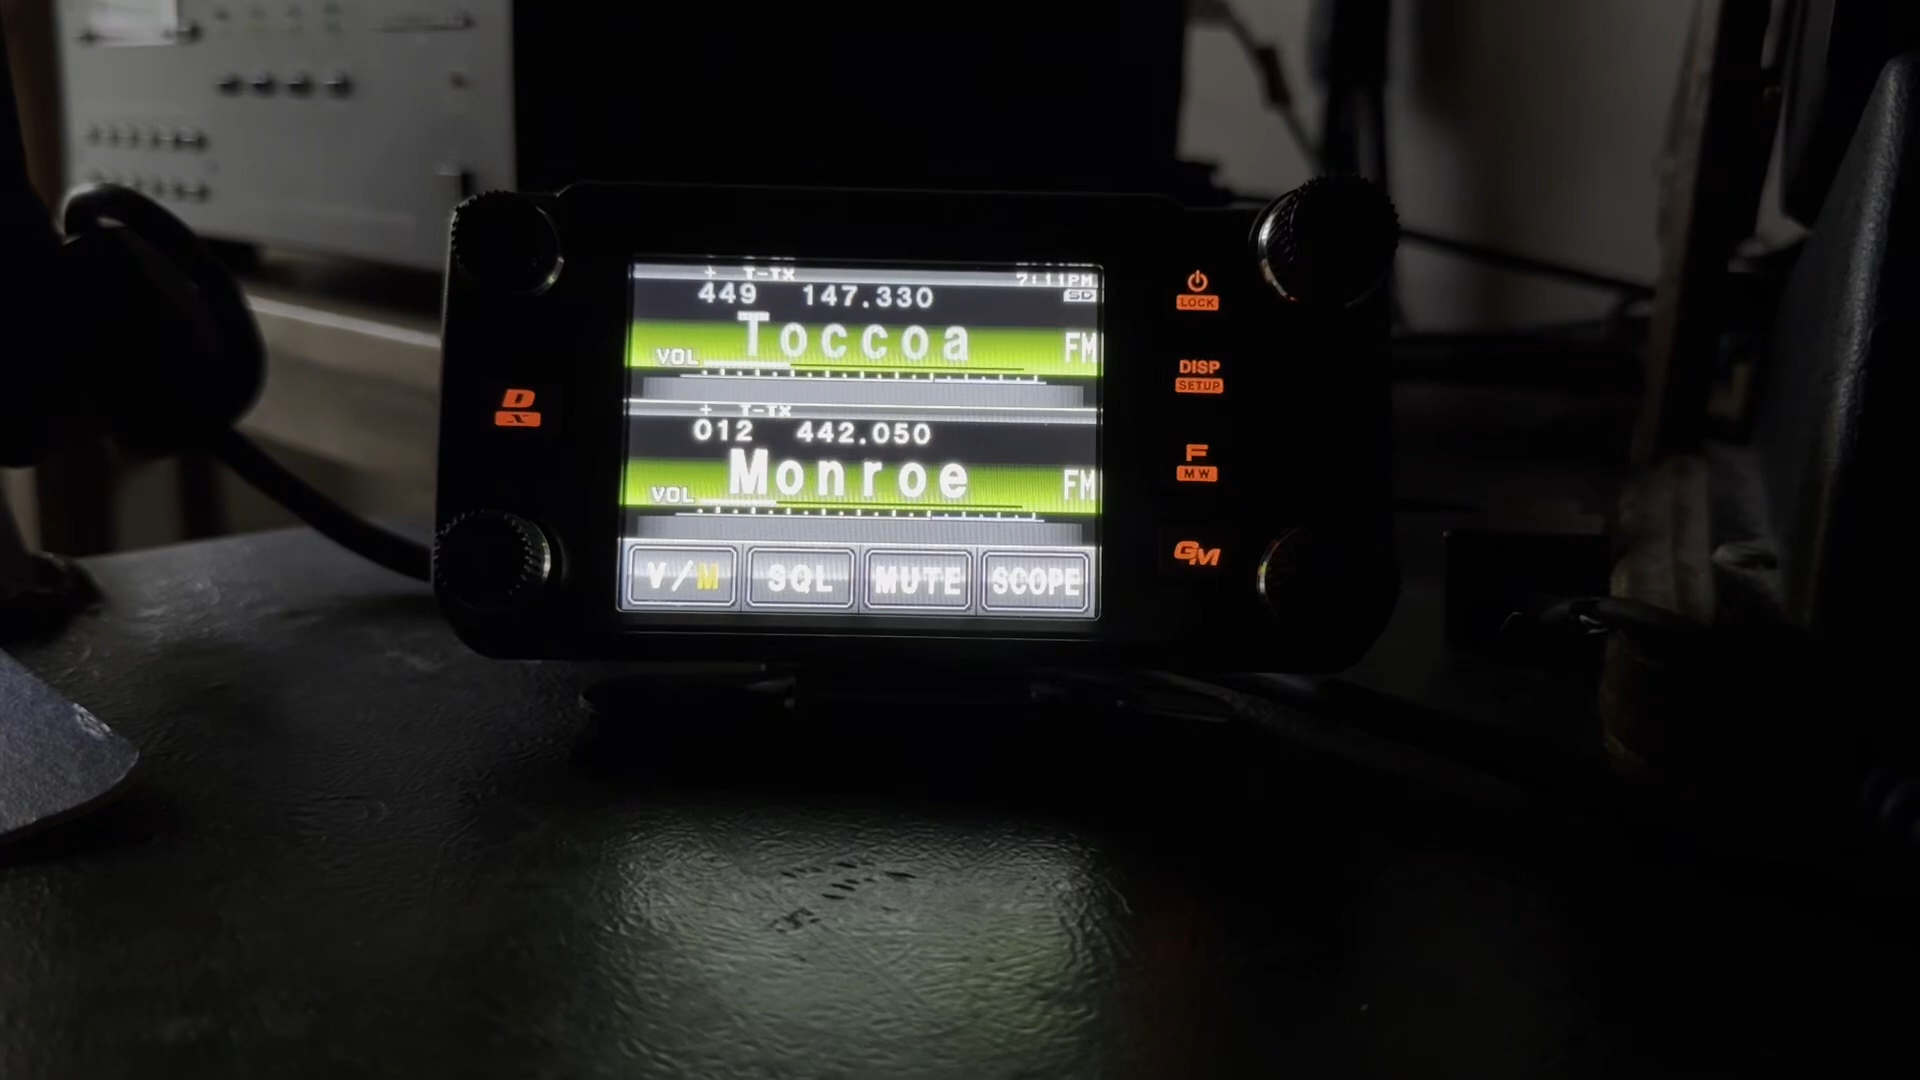 + T-TX 7:11PM
449 147.330 SD
Toccoa FM
VOL
+ T-TX
012 442.050
Monroe FM
VOL
V/M SQL MUTE SCOPE
D
X
LOCK
DISP
SETUP
F
MW
GM